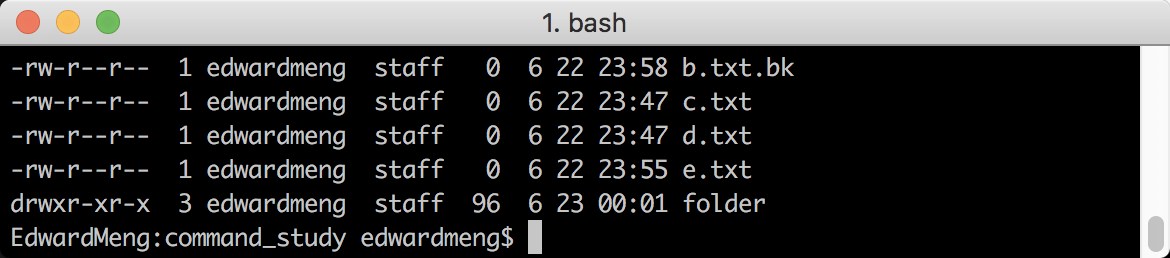 1. bash
-rw-r--r--  1 edwardmeng  staff   0  6 22 23:58 b.txt.bk
-rw-r--r--  1 edwardmeng  staff   0  6 22 23:47 c.txt
-rw-r--r--  1 edwardmeng  staff   0  6 22 23:47 d.txt
-rw-r--r--  1 edwardmeng  staff   0  6 22 23:55 e.txt
drwxr-xr-x  3 edwardmeng  staff  96  6 23 00:01 folder
EdwardMeng:command_study edwardmeng$